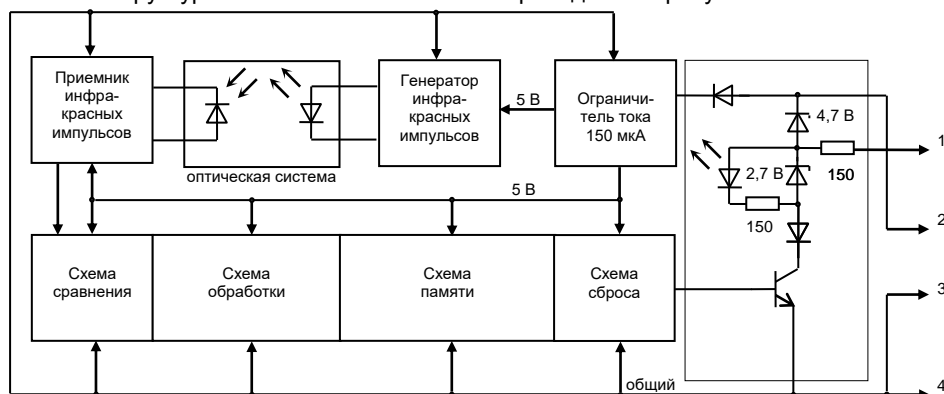 Приемник
инфра-
красных
импульсов
Генератор
инфра-
красных
импульсов
5 В
Ограничи-
тель тока
150 мкА
4,7 В
1
2,7 В
150
оптическая система
5 В
150
2
Схема
сравнения
Схема
обработки
Схема
памяти
Схема
сброса
3
общий
4